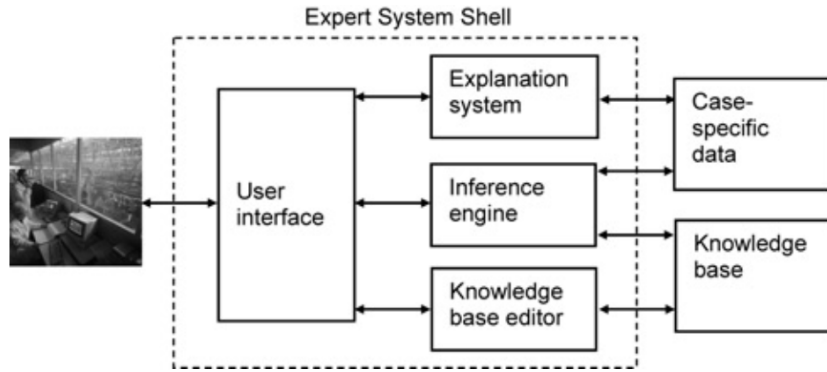 Expert System Shell
Explanation
system
Case-
specific
data
User
interface
Inference
engine
Knowledge
base
Knowledge
base editor